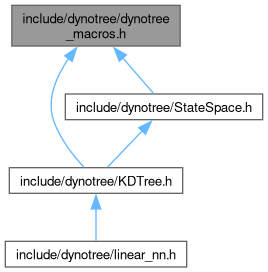 include/dynotree/dynotree
_macros.h
include/dynotree/StateSpace.h
include/dynotree/KDTree.h
include/dynotree/linear_nn.h